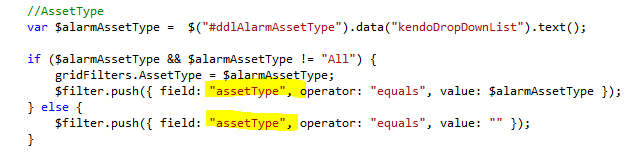 //AssetType
var $alarmAssetType =  $("#ddlAlarmAssetType").data("kendoDropDownList").text();
if ($alarmAssetType && $alarmAssetType != "All") {
gridFilters.AssetType = $alarmAssetType;
$filter.push({ field: "assetType", operator: "equals", value: $alarmAssetType });
} else {
$filter.push({ field: "assetType", operator: "equals", value: "" });
}